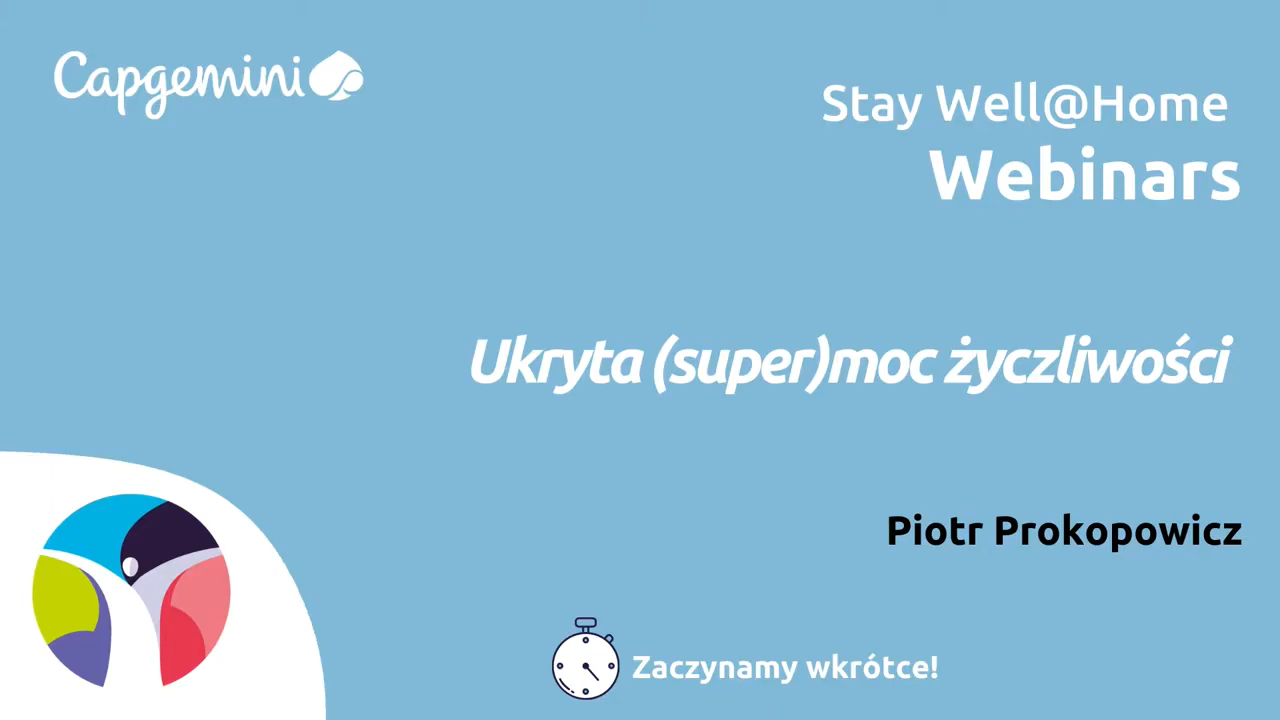 Capgemini
Stay Well@Home
Webinars
Ukryta (super)moc życzliwości
Piotr Prokopowicz
Zaczynamy wkrótce!